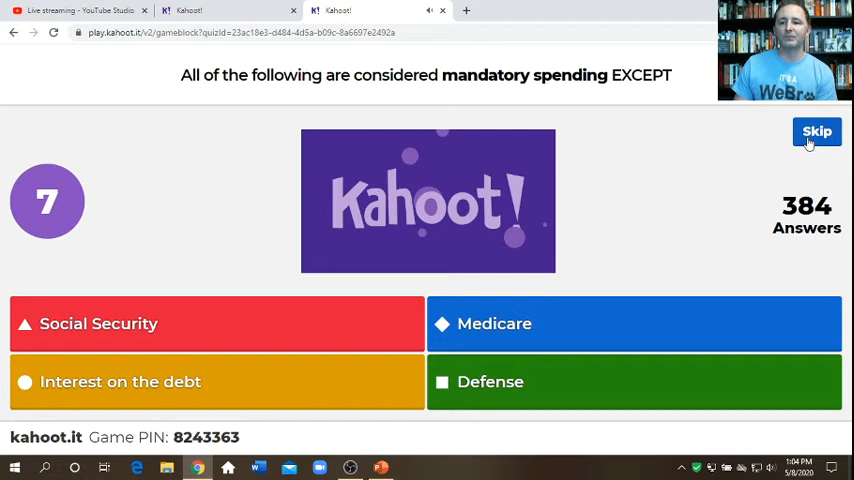 Live streaming - YouTube Studio
Kahoot!
Kahoot!
play.kahoot.it/v2/gameblock?quizId=23ac18e3-d484-4d5a-b09c-8a6697e2492a
All of the following are considered mandatory spending EXCEPT
IT'S A
WeBro
Skip
7
Kahoot!
384
Answers
Social Security
Medicare
Interest on the debt
Defense
kahoot.it Game PIN: 8243363
1:04 PM
5/8/2020